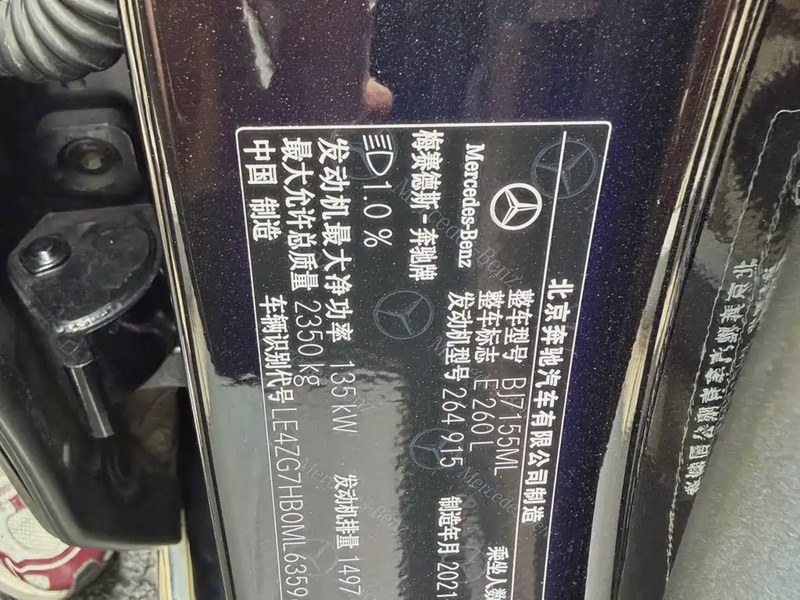 北京奔驰汽车有限公司制造
Mercedes-Benz
整车型号 BJ7155ML 乘坐人数
整车标志 E 260 L
梅赛德斯-奔驰牌 发动机型号 264 915 制造年月 2021
1.0 %
发动机最大净功率 135 kW 发动机排量 1497
最大允许总质量 2350 kg
中国 制造 车辆识别代号 LE4ZG7HB0ML6359